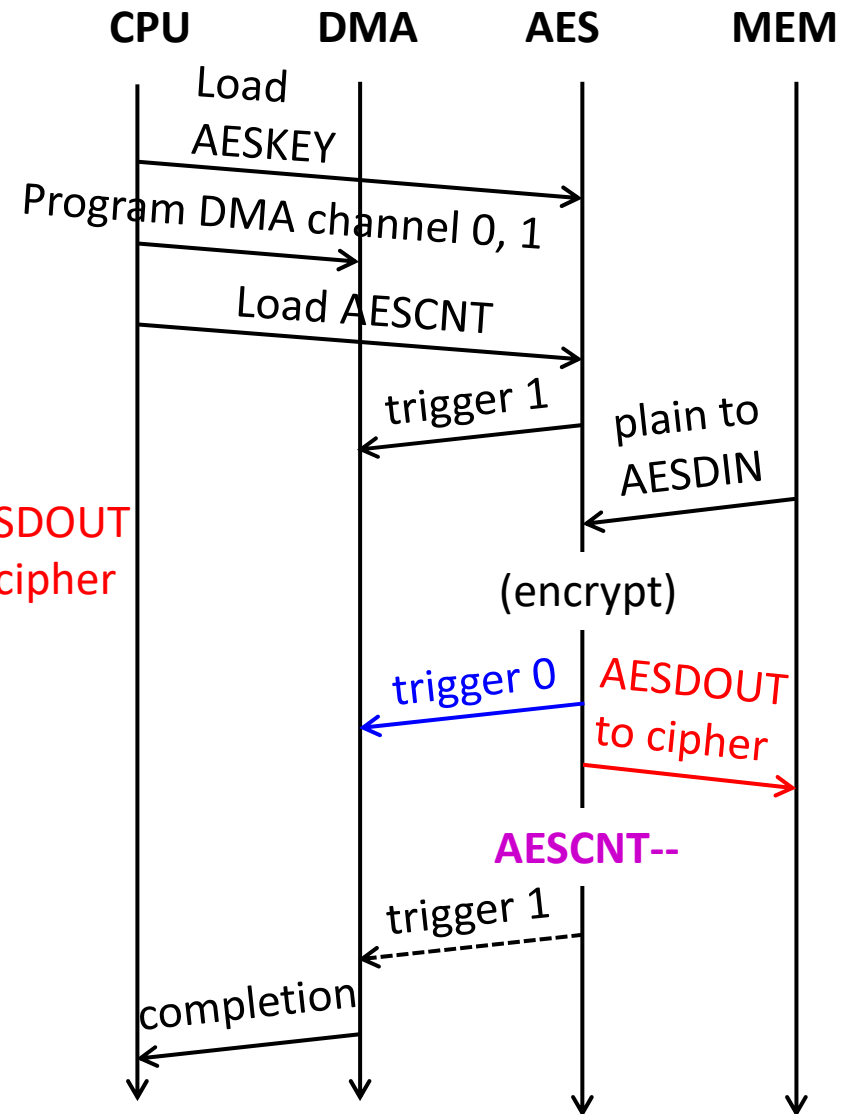 CPU DMA AES MEM
Load
AESKEY
Program DMA channel 0, 1
Load AESCNT
trigger 1
plain to
AESDIN
SDOUT
cipher
(encrypt)
trigger 0
AESDOUT
to cipher
AESCNT--
trigger 1
completion